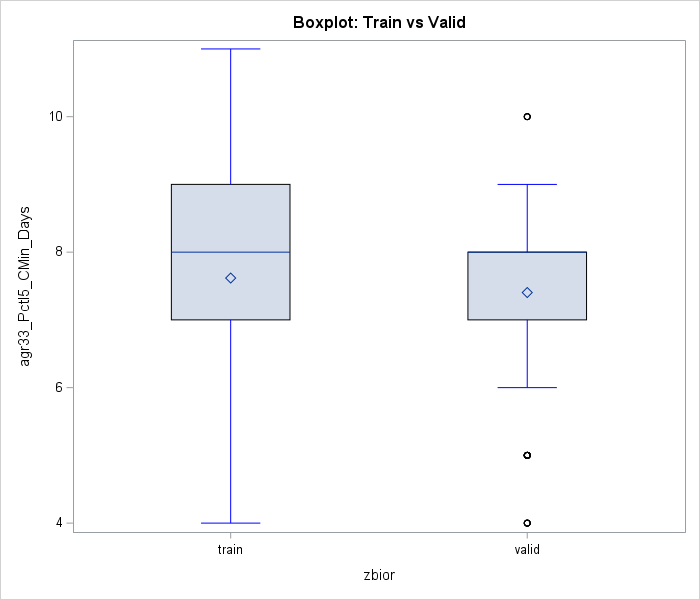 Boxplot: Train vs Valid
10
8
6
4
agr33_Pctl5_CMin_Days
train
valid
zbior